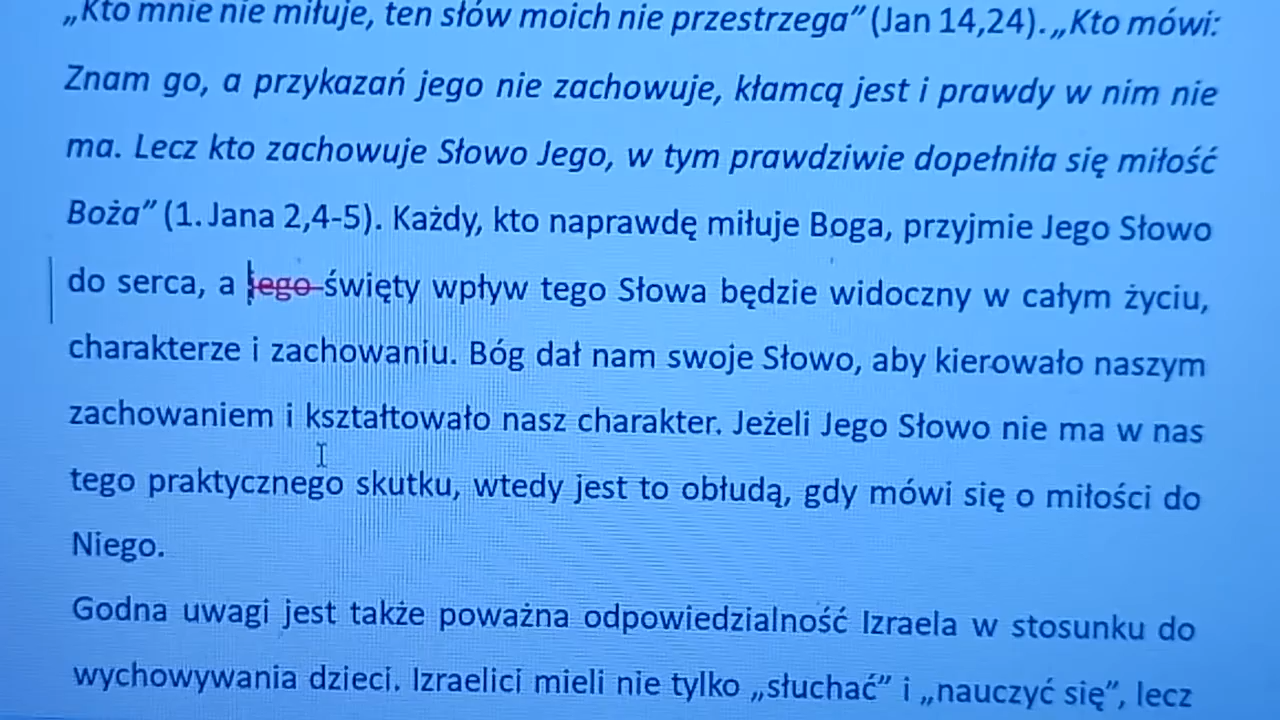 „Kto mnie nie miłuje, ten słów moich nie przestrzega” (Jan 14,24). „Kto mówi:
Znam go, a przykazań jego nie zachowuje, kłamcą jest i prawdy w nim nie
ma. Lecz kto zachowuje Słowo Jego, w tym prawdziwie dopełniła się miłość
Boża” (1. Jana 2,4-5). Każdy, kto naprawdę miłuje Boga, przyjmie Jego Słowo
do serca, a jego święty wpływ tego Słowa będzie widoczny w całym życiu,
charakterze i zachowaniu. Bóg dał nam swoje Słowo, aby kierowało naszym
zachowaniem i kształtowało nasz charakter. Jeżeli Jego Słowo nie ma w nas
tego praktycznego skutku, wtedy jest to obłudą, gdy mówi się o miłości do
Niego.
Godna uwagi jest także poważna odpowiedzialność Izraela w stosunku do
wychowywania dzieci. Izraelici mieli nie tylko „słuchać” i „nauczyć się”, lecz